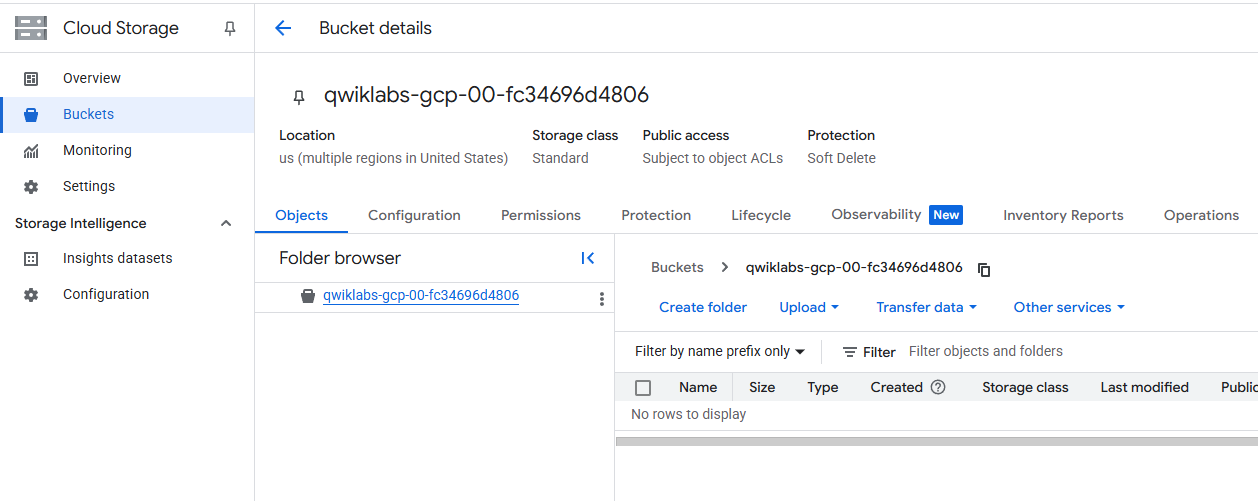 Cloud Storage
Overview
Buckets
Monitoring
Settings
Storage Intelligence
Insights datasets
Configuration
Bucket details
qwiklabs-gcp-00-fc34696d4806
Location Storage class Public access Protection
us (multiple regions in United States) Standard Subject to object ACLs Soft Delete
Objects Configuration Permissions Protection Lifecycle Observability New Inventory Reports Operations
Folder browser
qwiklabs-gcp-00-fc34696d4806
Buckets qwiklabs-gcp-00-fc34696d4806
Create folder Upload Transfer data Other services
Filter by name prefix only Filter Filter objects and folders
Name Size Type Created Storage class Last modified Public
No rows to display